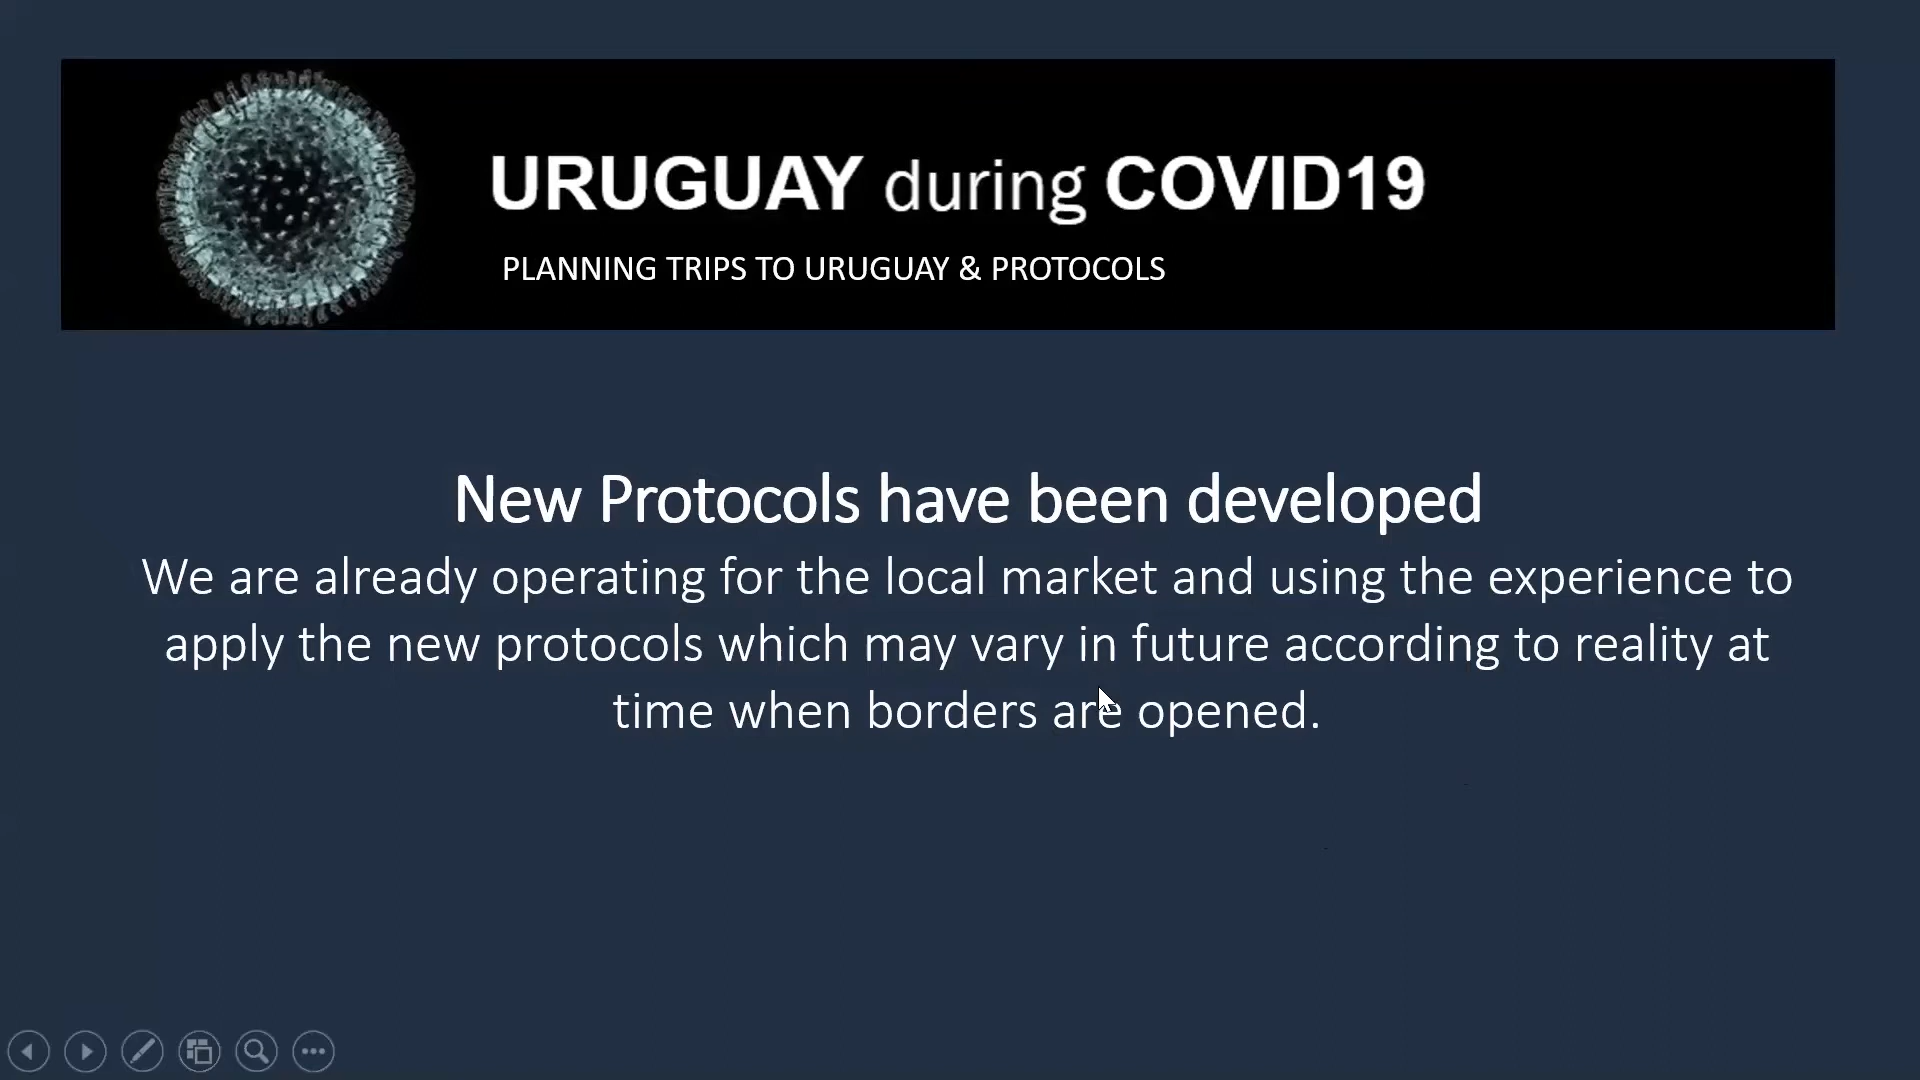 URUGUAY during COVID19
PLANNING TRIPS TO URUGUAY & PROTOCOLS
New Protocols have been developed
We are already operating for the local market and using the experience to
apply the new protocols which may vary in future according to reality at
time when borders are opened.